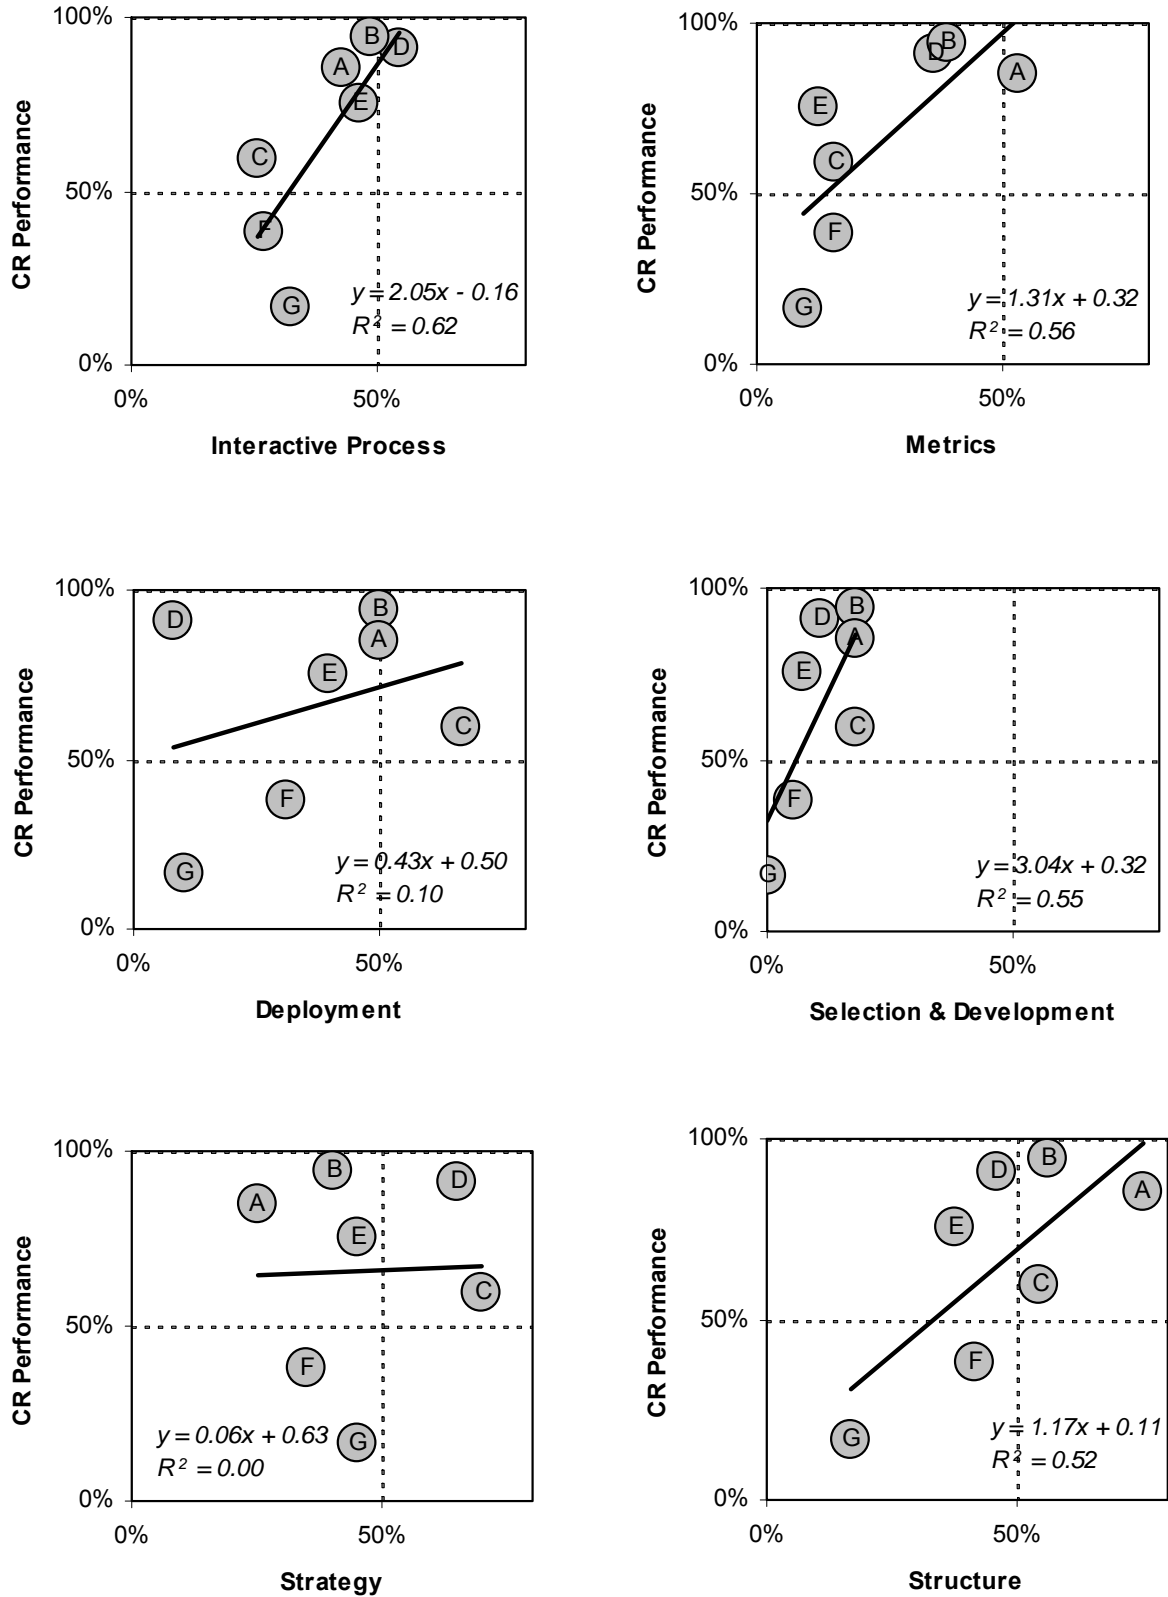 100%
B
D
A
E
C
50%
F
G
y = 2.05x - 0.16
R² = 0.62
0%
0%
50%
CR Performance
Interactive Process
100%
B
D
A
E
C
50%
F
G
y = 1.31x + 0.32
R² = 0.56
0%
0%
50%
CR Performance
Metrics
100%
D
B
A
E
C
50%
F
G
y = 0.43x + 0.50
R² = 0.10
0%
0%
50%
CR Performance
Deployment
100%
B
D
A
E
C
50%
F
G
y = 3.04x + 0.32
R² = 0.55
0%
0%
50%
CR Performance
Selection & Development
100%
B
D
A
E
C
50%
F
G
y = 0.06x + 0.63
R² = 0.00
0%
0%
50%
CR Performance
Strategy
100%
B
D
A
E
C
50%
F
G
y = 1.17x + 0.11
R² = 0.52
0%
0%
50%
CR Performance
Structure